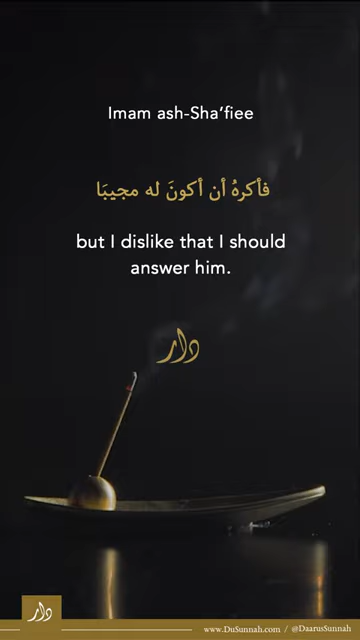 Imam ash-Sha'fiee
فأكرهُ أن أكونَ له مجيبَا
but I dislike that I should
answer him.
دار
دار
www.DuSunnah.com / @DaarusSunnah